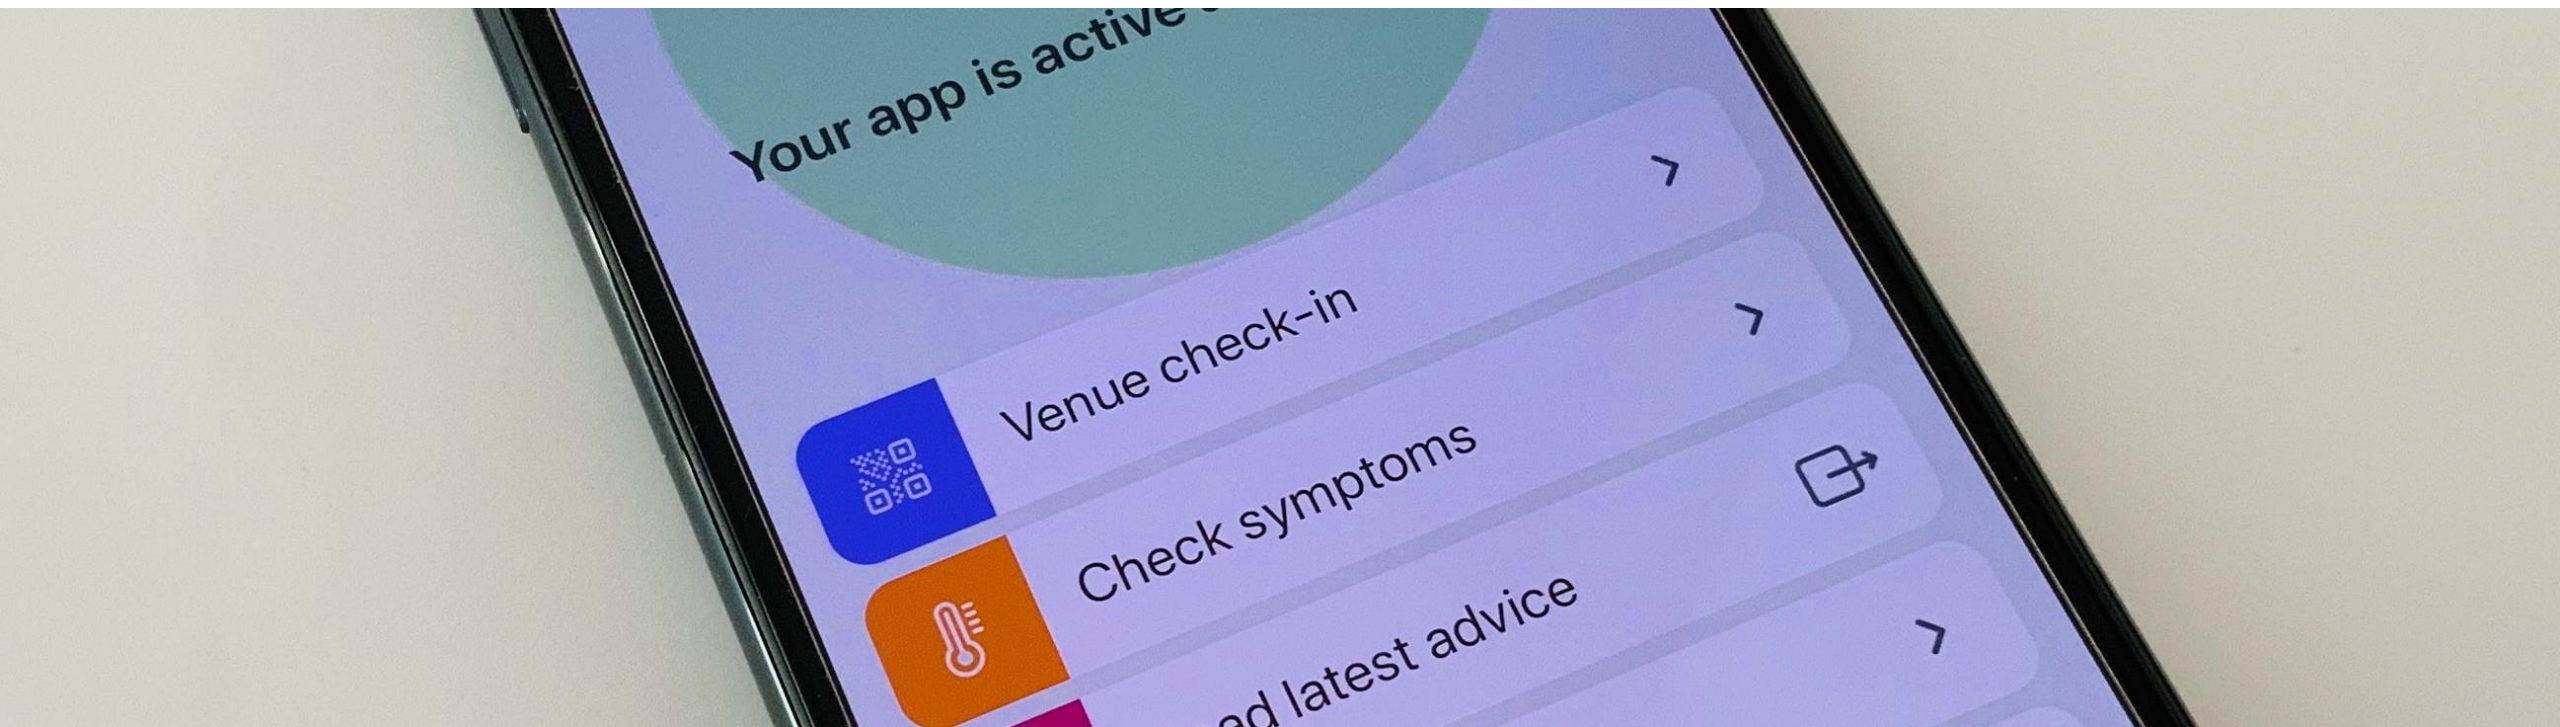 Your app is active
Venue check-in
Check symptoms
latest advice